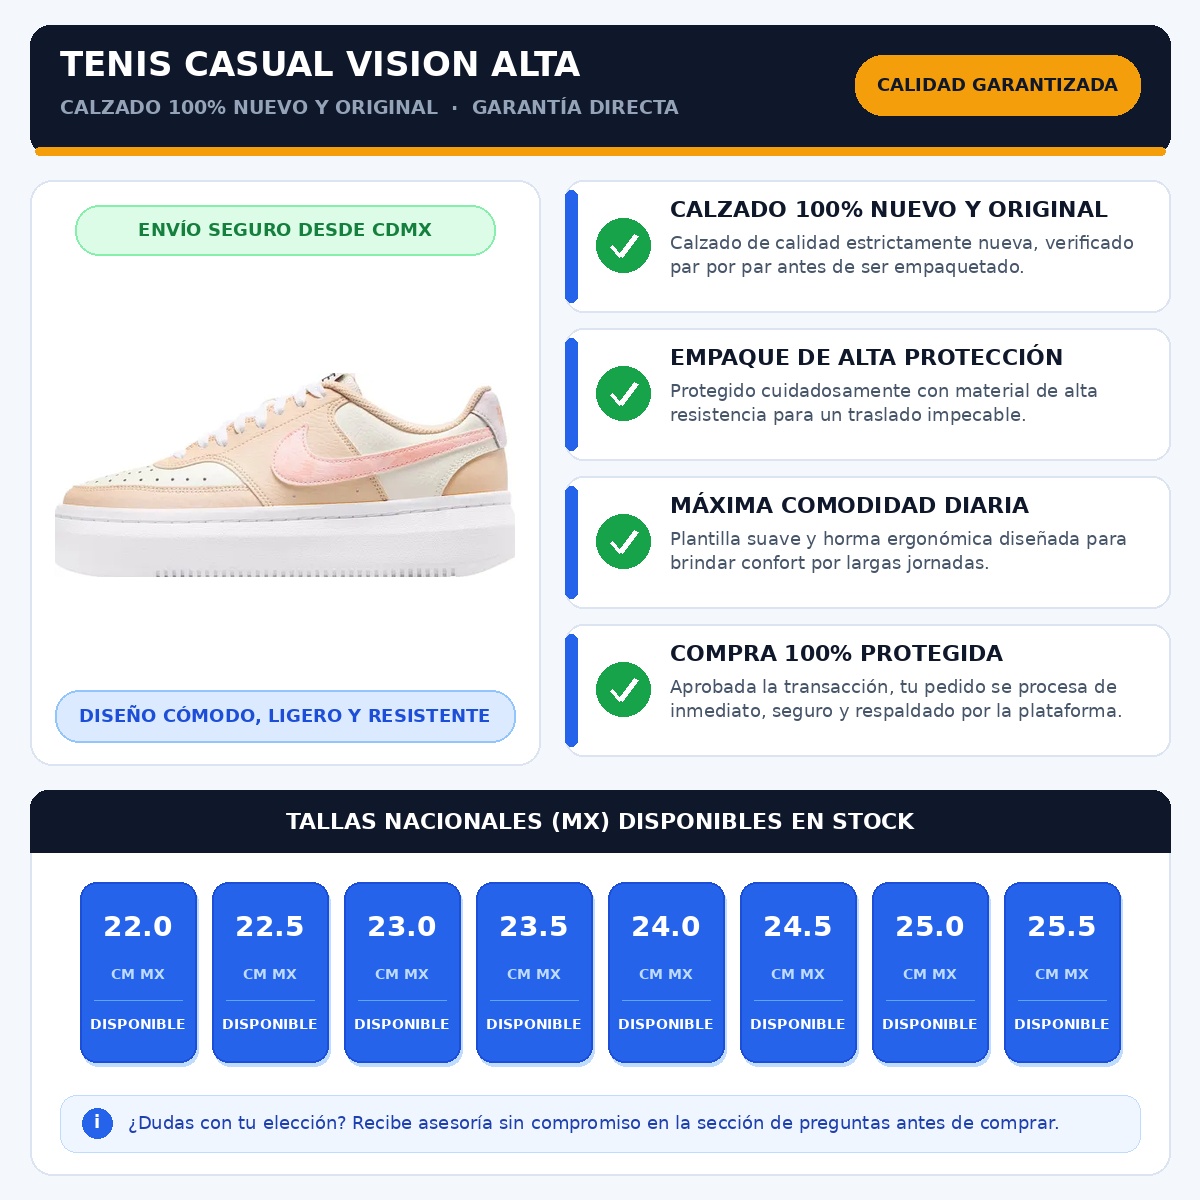 TENIS CASUAL VISION ALTA
CALZADO 100% NUEVO Y ORIGINAL · GARANTÍA DIRECTA
CALIDAD GARANTIZADA
ENVÍO SEGURO DESDE CDMX
DISEÑO CÓMODO, LIGERO Y RESISTENTE
CALZADO 100% NUEVO Y ORIGINAL
Calzado de calidad estrictamente nueva, verificado
par por par antes de ser empaquetado.
EMPAQUE DE ALTA PROTECCIÓN
Protegido cuidadosamente con material de alta
resistencia para un traslado impecable.
MÁXIMA COMODIDAD DIARIA
Plantilla suave y horma ergonómica diseñada para
brindar confort por largas jornadas.
COMPRA 100% PROTEGIDA
Aprobada la transacción, tu pedido se procesa de
inmediato, seguro y respaldado por la plataforma.
TALLAS NACIONALES (MX) DISPONIBLES EN STOCK
22.0 22.5 23.0 23.5 24.0 24.5 25.0 25.5
CM MX CM MX CM MX CM MX CM MX CM MX CM MX CM MX
DISPONIBLE DISPONIBLE DISPONIBLE DISPONIBLE DISPONIBLE DISPONIBLE DISPONIBLE DISPONIBLE
i ¿Dudas con tu elección? Recibe asesoría sin compromiso en la sección de preguntas antes de comprar.